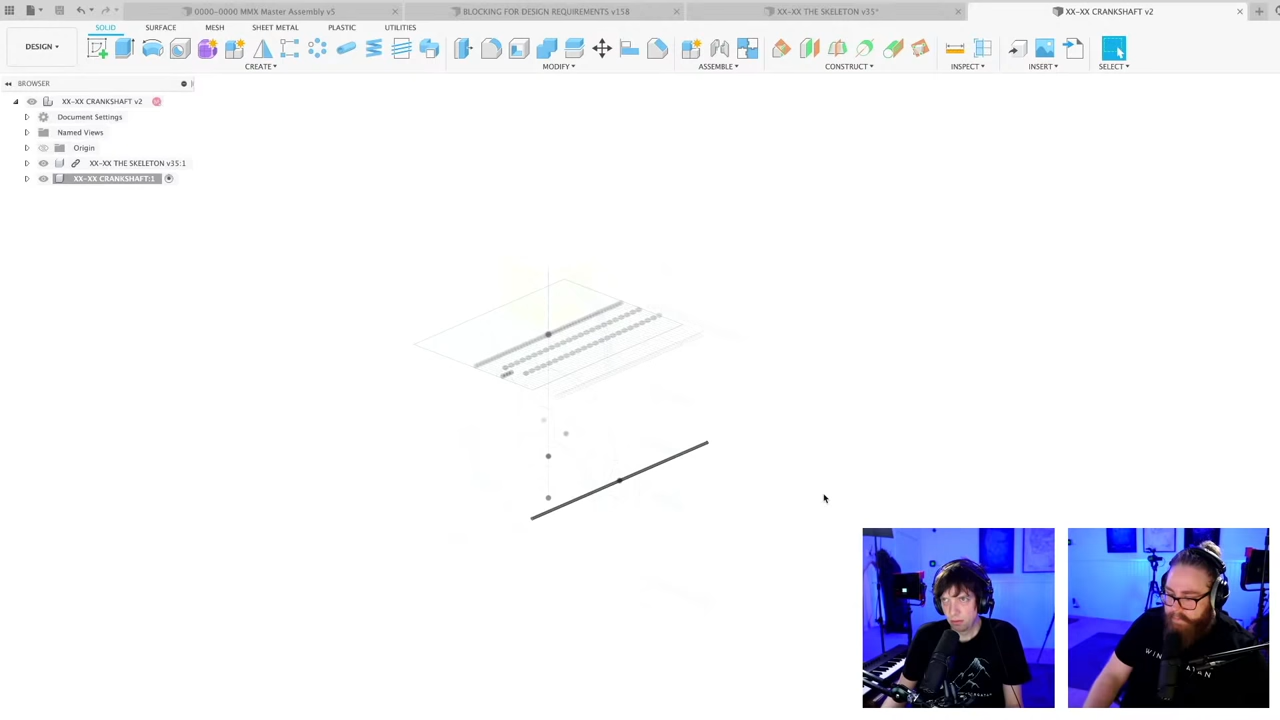 0000-0000 MMX Master Assembly v5
BLOCKING FOR DESIGN REQUIREMENTS v158
XX-XX THE SKELETON v35*
XX-XX CRANKSHAFT v2
SOLID SURFACE MESH SHEET METAL PLASTIC UTILITIES
DESIGN
CREATE MODIFY ASSEMBLE CONSTRUCT INSPECT INSERT SELECT
BROWSER
XX-XX CRANKSHAFT v2
Document Settings
Named Views
Origin
XX-XX THE SKELETON v35:1
XX-XX CRANKSHAFT:1